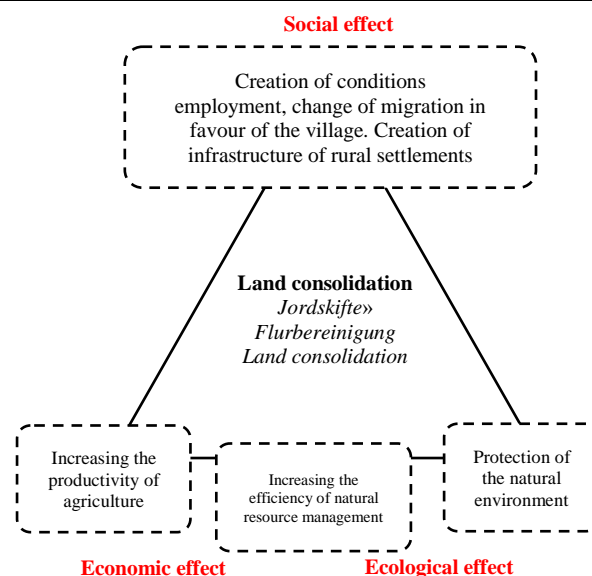 Social effect
Creation of conditions
employment, change of migration in
favour of the village. Creation of
infrastructure of rural settlements
Land consolidation
Jordskifte»
Flurbereinigung
Land consolidation
Increasing the
productivity of
agriculture
Increasing the
efficiency of natural
resource management
Protection of
the natural
environment
Economic effect
Ecological effect